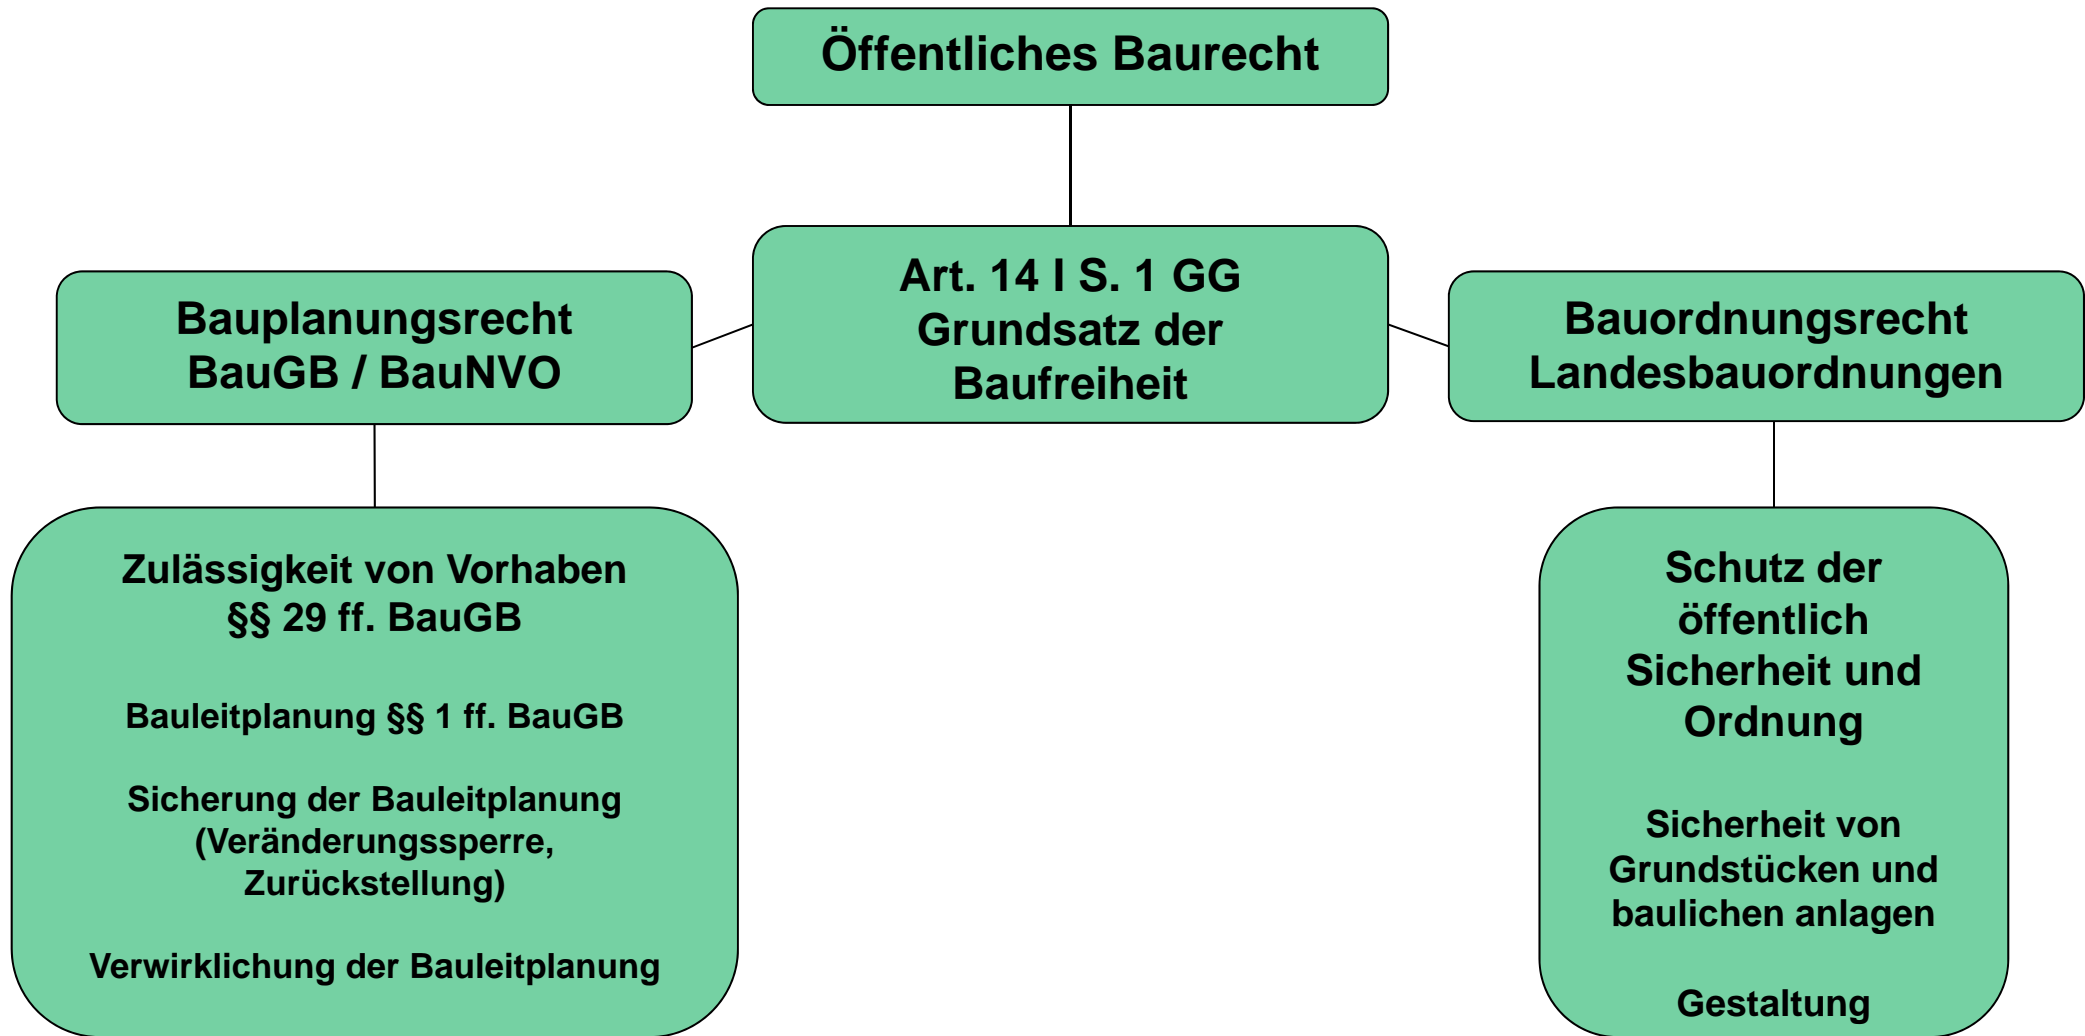 Öffentliches Baurecht
Art. 14 I S. 1 GG
Grundsatz der
Baufreiheit
Bauplanungsrecht
BauGB / BauNVO
Bauordnungsrecht
Landesbauordnungen
Zulässigkeit von Vorhaben
§§ 29 ff. BauGB
Bauleitplanung §§ 1 ff. BauGB
Sicherung der Bauleitplanung
(Veränderungssperre,
Zurückstellung)
Verwirklichung der Bauleitplanung
Schutz der
öffentlich
Sicherheit und
Ordnung
Sicherheit von
Grundstücken und
baulichen anlagen
Gestaltung